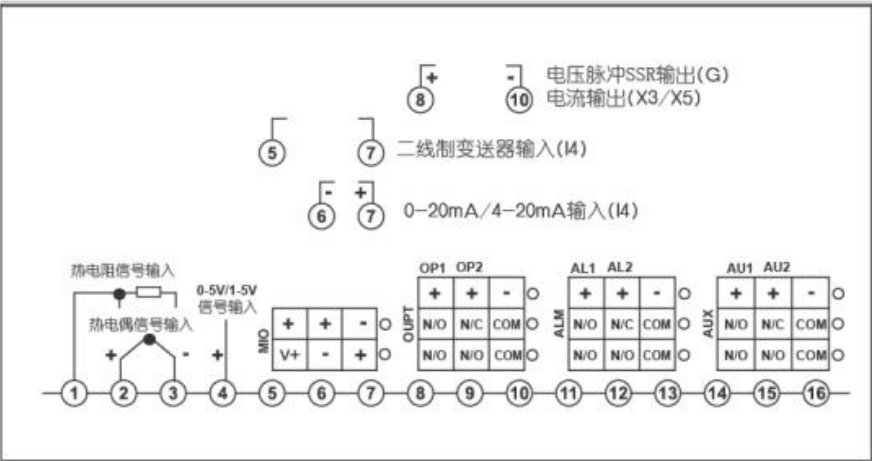 + - 电压脉冲SSR输出(G)
8 10 电流输出(X3/X5)
5 7 二线制变送器输入(I4)
- +
6 7 0-20mA/4-20mA输入(I4)
热电阻信号输入
0-5V/1-5V
信号输入
热电偶信号输入
+ - +
MIO
+ + -
V+ - +
OP1 OP2
OUPT
+ + -
N/O N/C COM
N/O N/O COM
AL1 AL2
ALM
+ + -
N/O N/C COM
N/O N/O COM
AU1 AU2
AUX
+ + -
N/O N/C COM
N/O N/O COM
1 2 3 4 5 6 7 8 9 10 11 12 13 14 15 16